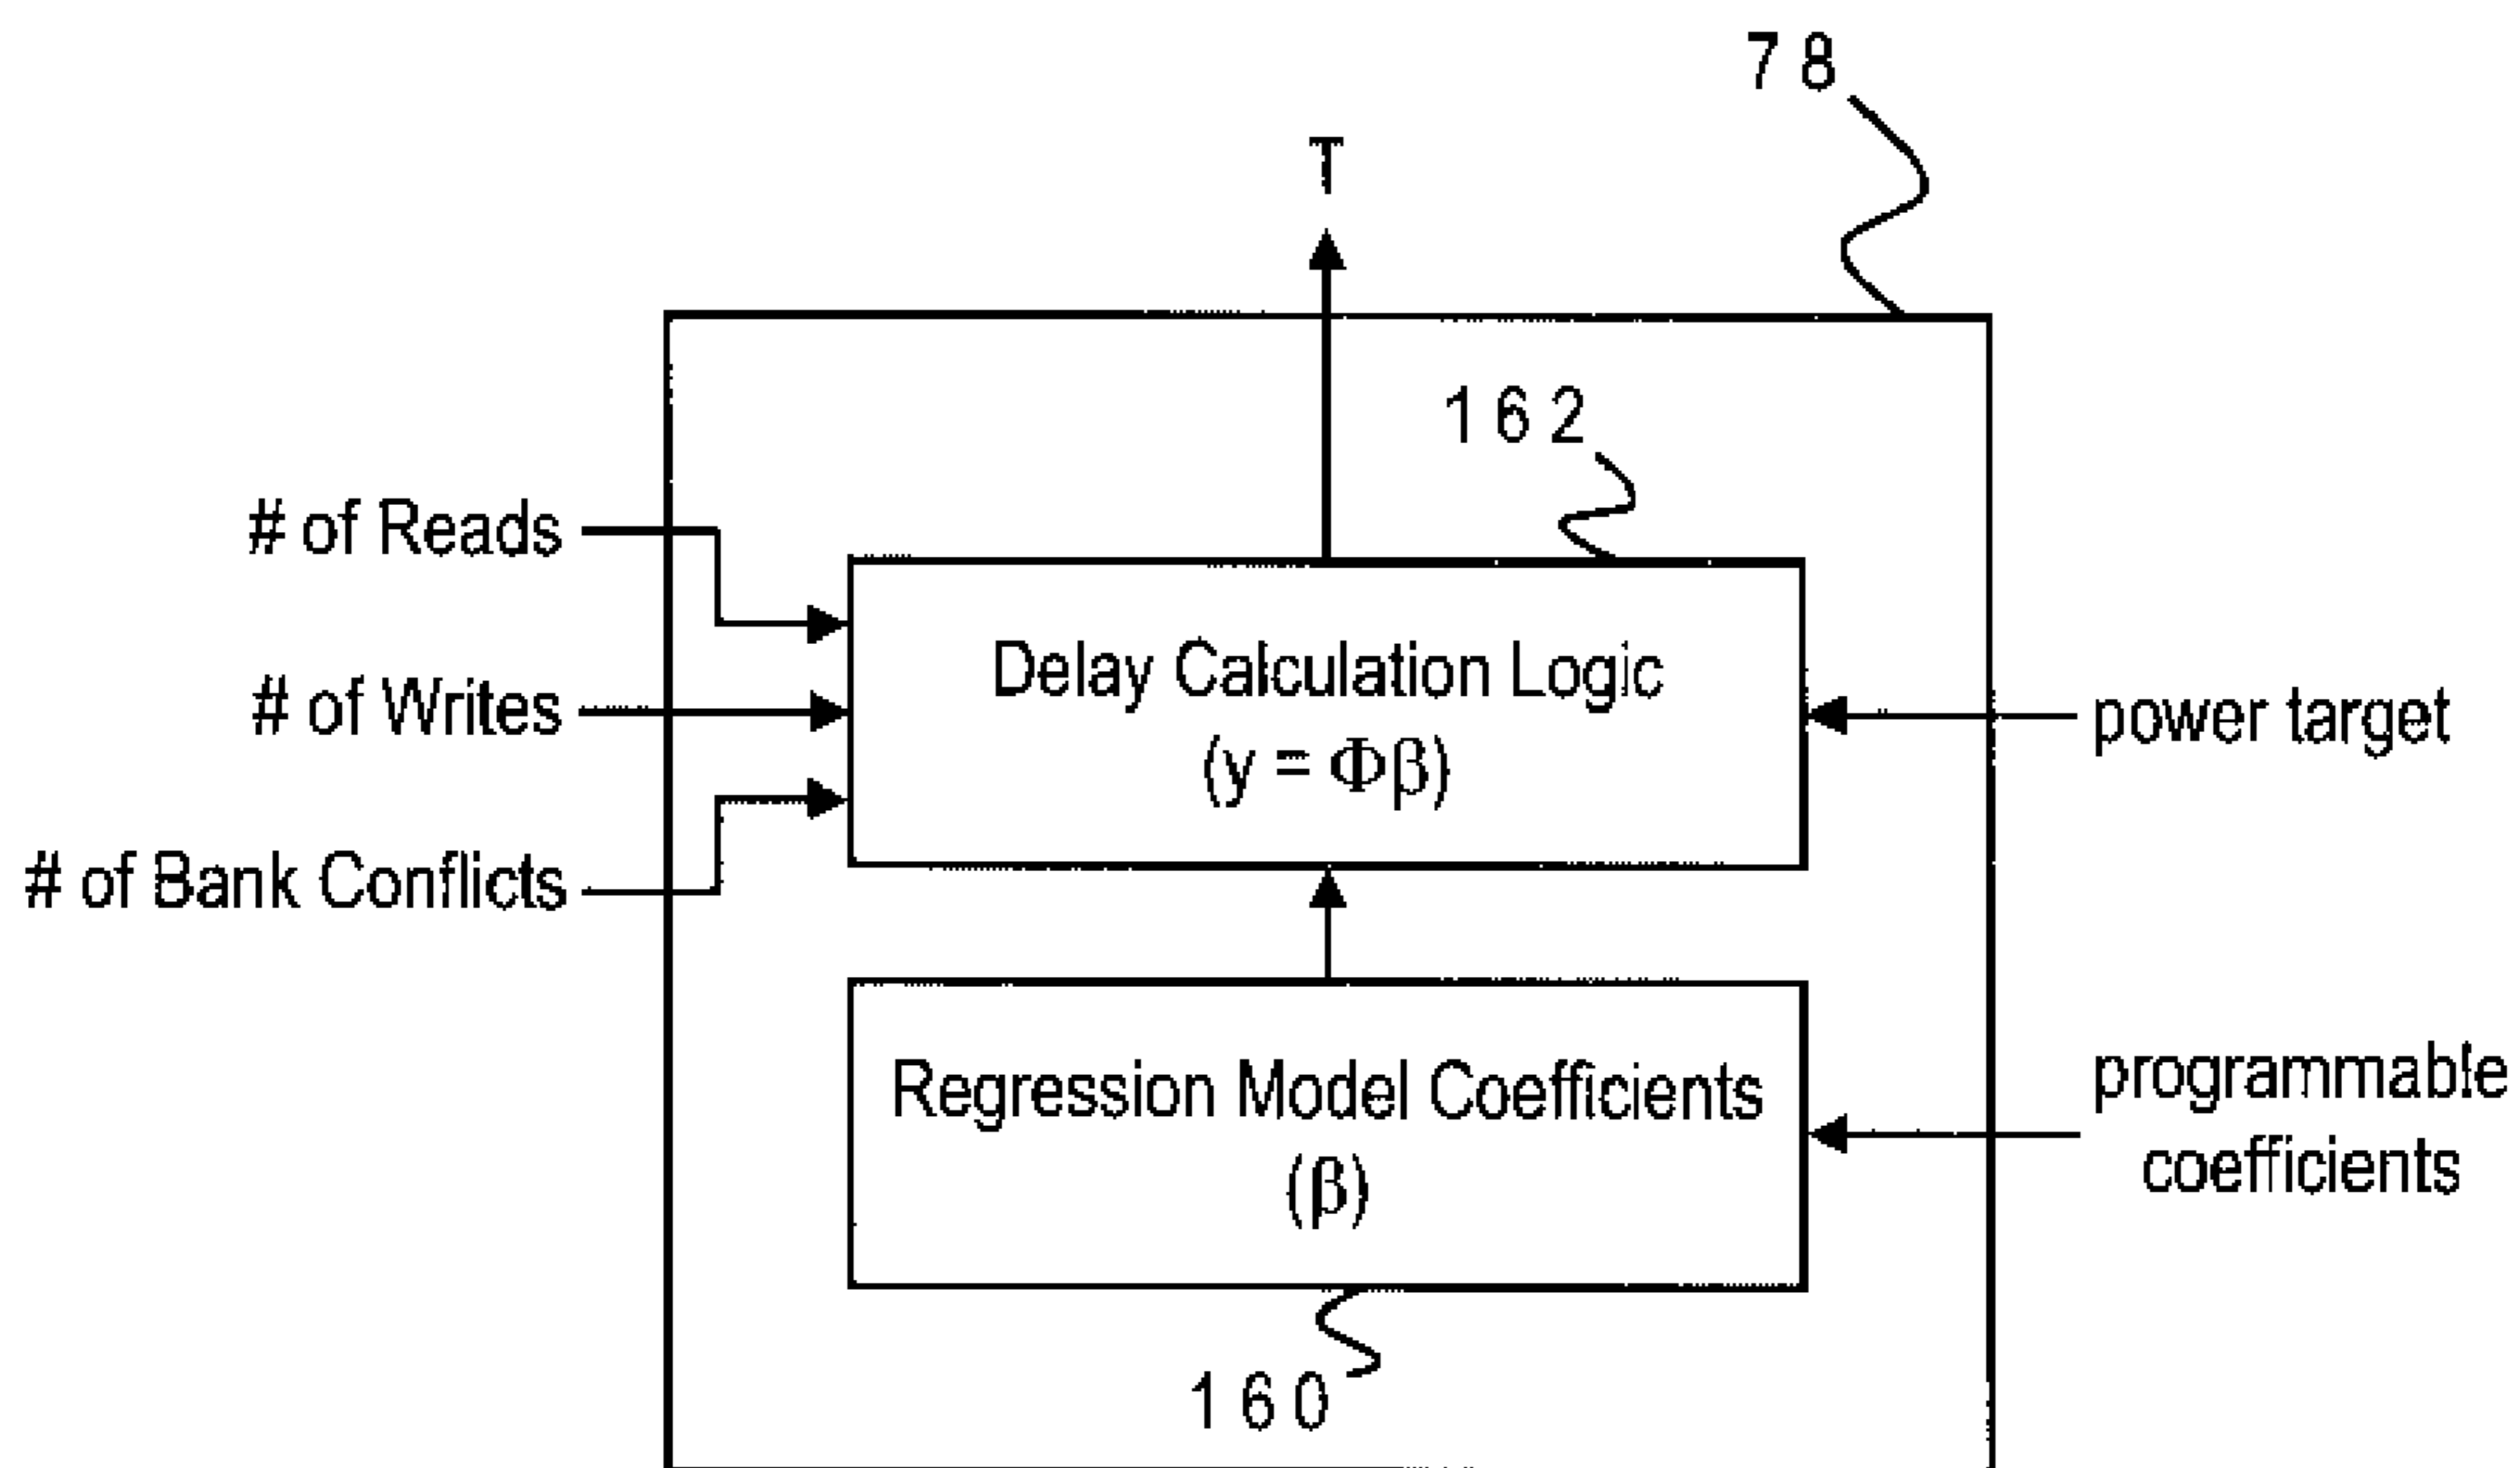 78
T
162
# of Reads
Delay Calculation Logic
(y = Φβ)
# of Writes
power target
# of Bank Conflicts
Regression Model Coefficients
(β)
programmable
coefficients
160